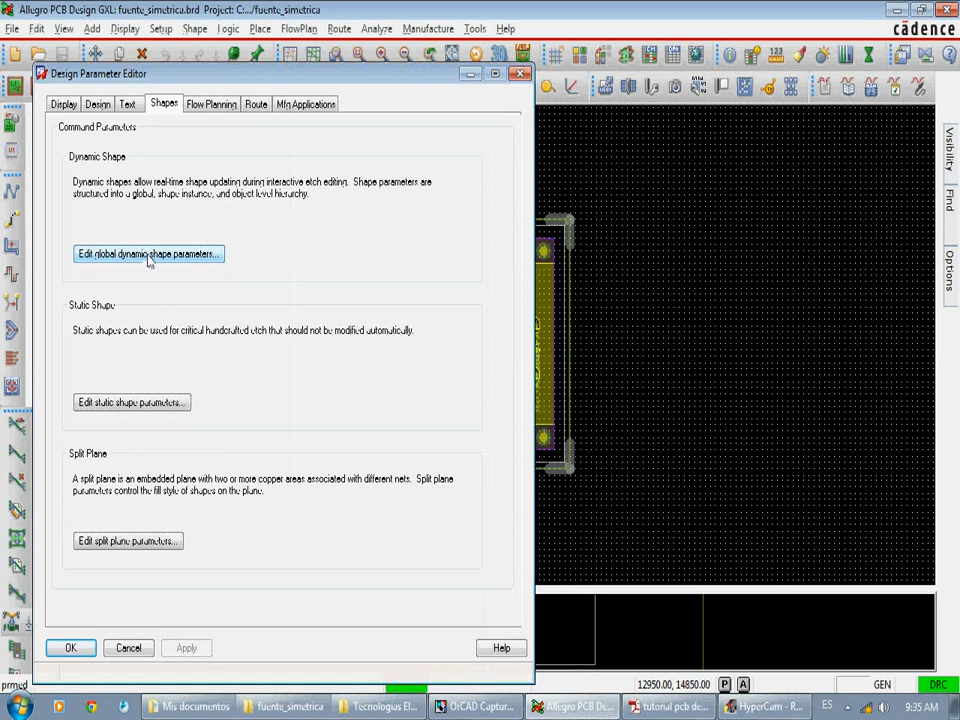 Allegro PCB Design GXL: fuente_simetrica.brd Project: C:.../fuente_simetrica
File Edit View Add Display Setup Shape Logic Place FlowPlan Route Analyze Manufacture Tools Help
cādence
Design Parameter Editor
Display Design Text Shapes Flow Planning Route Mfg Applications
Command Parameters
Dynamic Shape
Dynamic shapes allow real-time shape updating during interactive etch editing. Shape parameters are
structured into a global, shape instance, and object level hierarchy.
Edit global dynamic shape parameters...
Static Shape
Static shapes can be used for critical handcrafted etch that should not be modified automatically.
Edit static shape parameters...
Split Plane
A split plane is an embedded plane with two or more copper areas associated with different nets. Split plane
parameters control the fill style of shapes on the plane.
Edit split plane parameters...
OK Cancel Apply Help
Visibility
Find
Options
prmed
12950.00, 14850.00 P A GEN DRC
Mis documentos fuente_simetrica Tecnologías El... OrCAD Captur... Allegro PCB De... tutorial pcb de... HyperCam - R... ES 9:35 AM